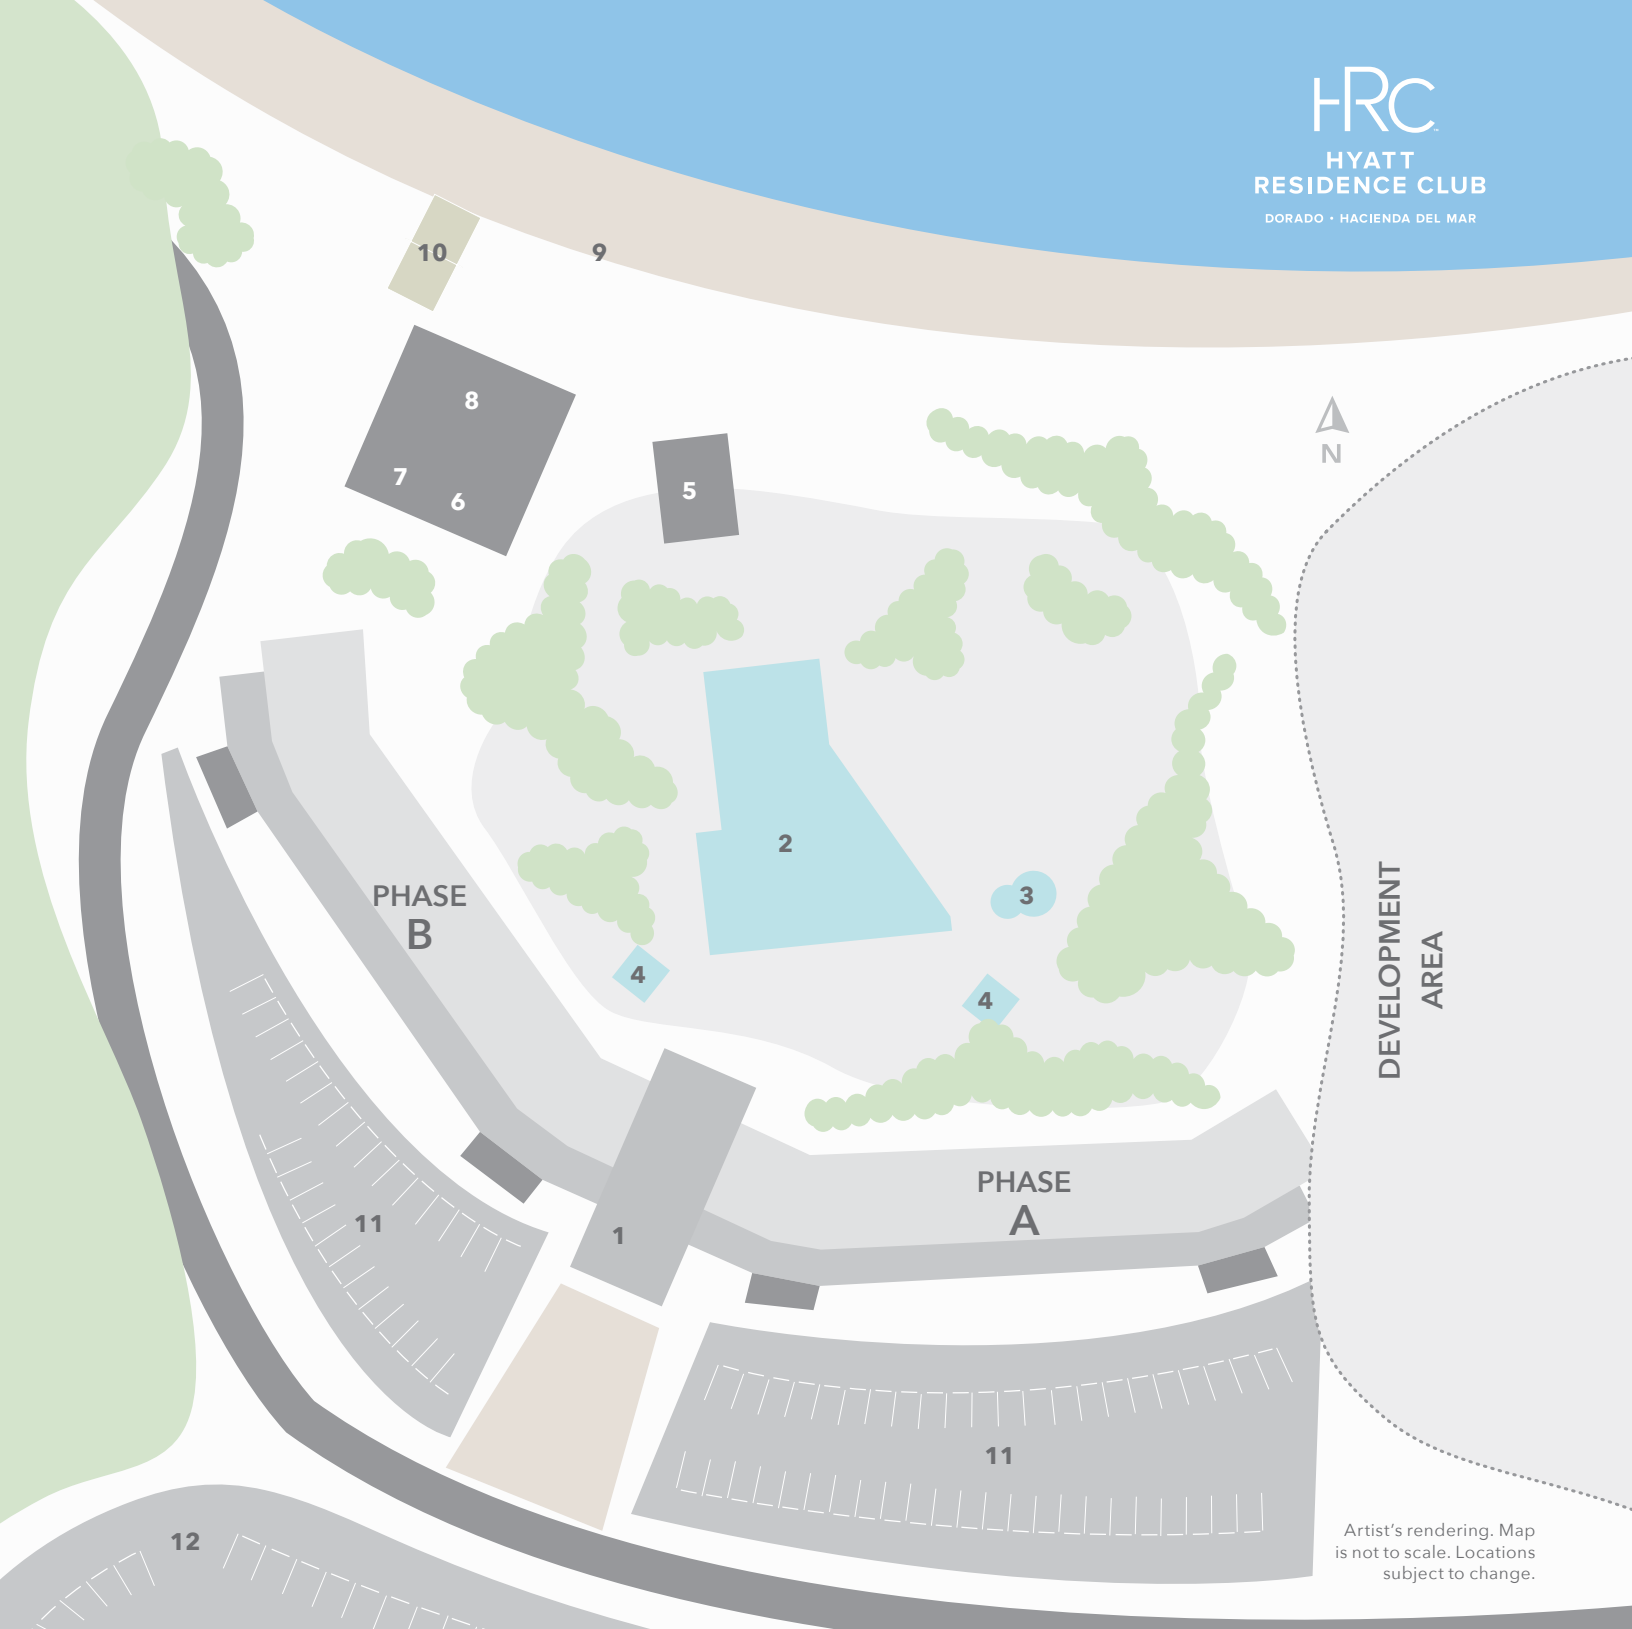 HRC™
HYATT
RESIDENCE CLUB
DORADO • HACIENDA DEL MAR
10
9
8
7
6
5
N
2
3
PHASE
B
4
4
DEVELOPMENT
AREA
PHASE
A
11
1
11
12
Artist’s rendering. Map
is not to scale. Locations
subject to change.